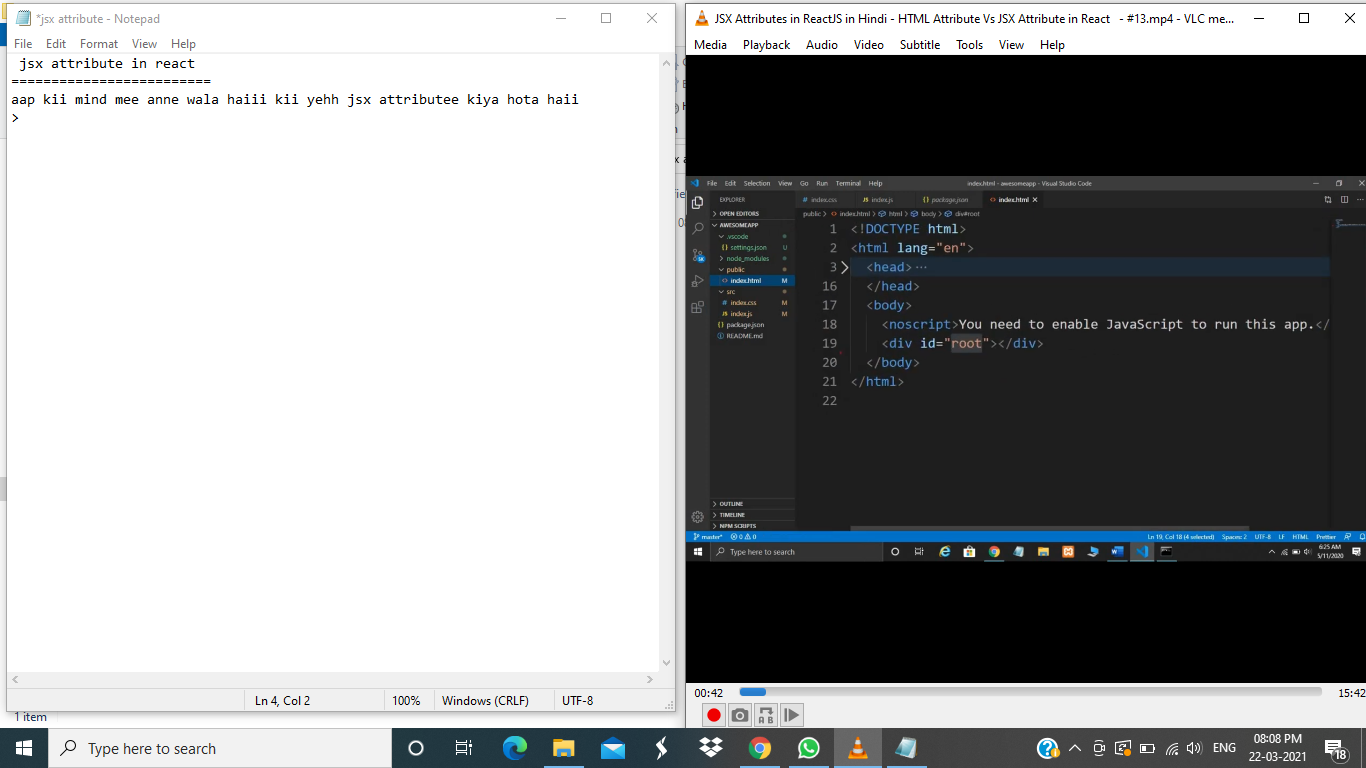 *jsx attribute - Notepad
File Edit Format View Help
jsx attribute in react
=========================
aap kii mind mee anne wala haiii kii yehh jsx attributee kiya hota haii
>
Ln 4, Col 2 100% Windows (CRLF) UTF-8
1 item
JSX Attributes in ReactJS in Hindi - HTML Attribute Vs JSX Attribute in React - #13.mp4 - VLC me...
Media Playback Audio Video Subtitle Tools View Help
File Edit Selection View Go Run Terminal Help index.html - awesomeapp - Visual Studio Code
EXPLORER
OPEN EDITORS
AWESOMEAPP
.vscode
settings.json U
node_modules
public
index.html M
src
index.css M
index.js M
package.json
README.md
OUTLINE
TIMELINE
NPM SCRIPTS
index.css index.js package.json index.html
public > index.html > html > body > div#root
1 <!DOCTYPE html>
2 <html lang="en">
3 <head> ...
16 </head>
17 <body>
18 <noscript>You need to enable JavaScript to run this app.</
19 <div id="root"></div>
20 </body>
21 </html>
22
master* 0 0 Ln 19, Col 18 (4 selected) Spaces: 2 UTF-8 LF HTML Prettier
Type here to search 6:25 AM
5/11/2020
00:42 15:42
Type here to search ENG 08:08 PM
22-03-2021 18